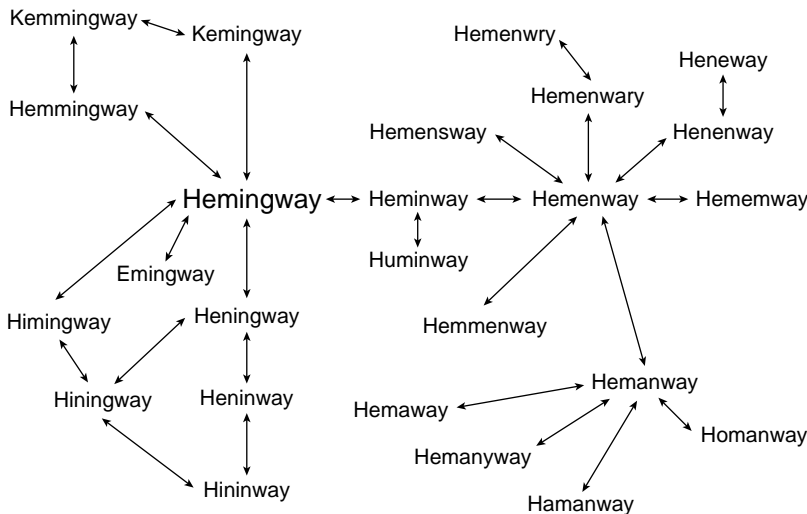 Kemmingway
Kemingway
Hemenwry
Heneway
Hemmingway
Hemenwary
Hemensway
Henenway
Hemingway
Heminway
Hemenway
Hememway
Emingway
Huminway
Himingway
Heningway
Hemmenway
Hiningway
Heninway
Hemanway
Hemaway
Homanway
Hemanyway
Hininway
Hamanway